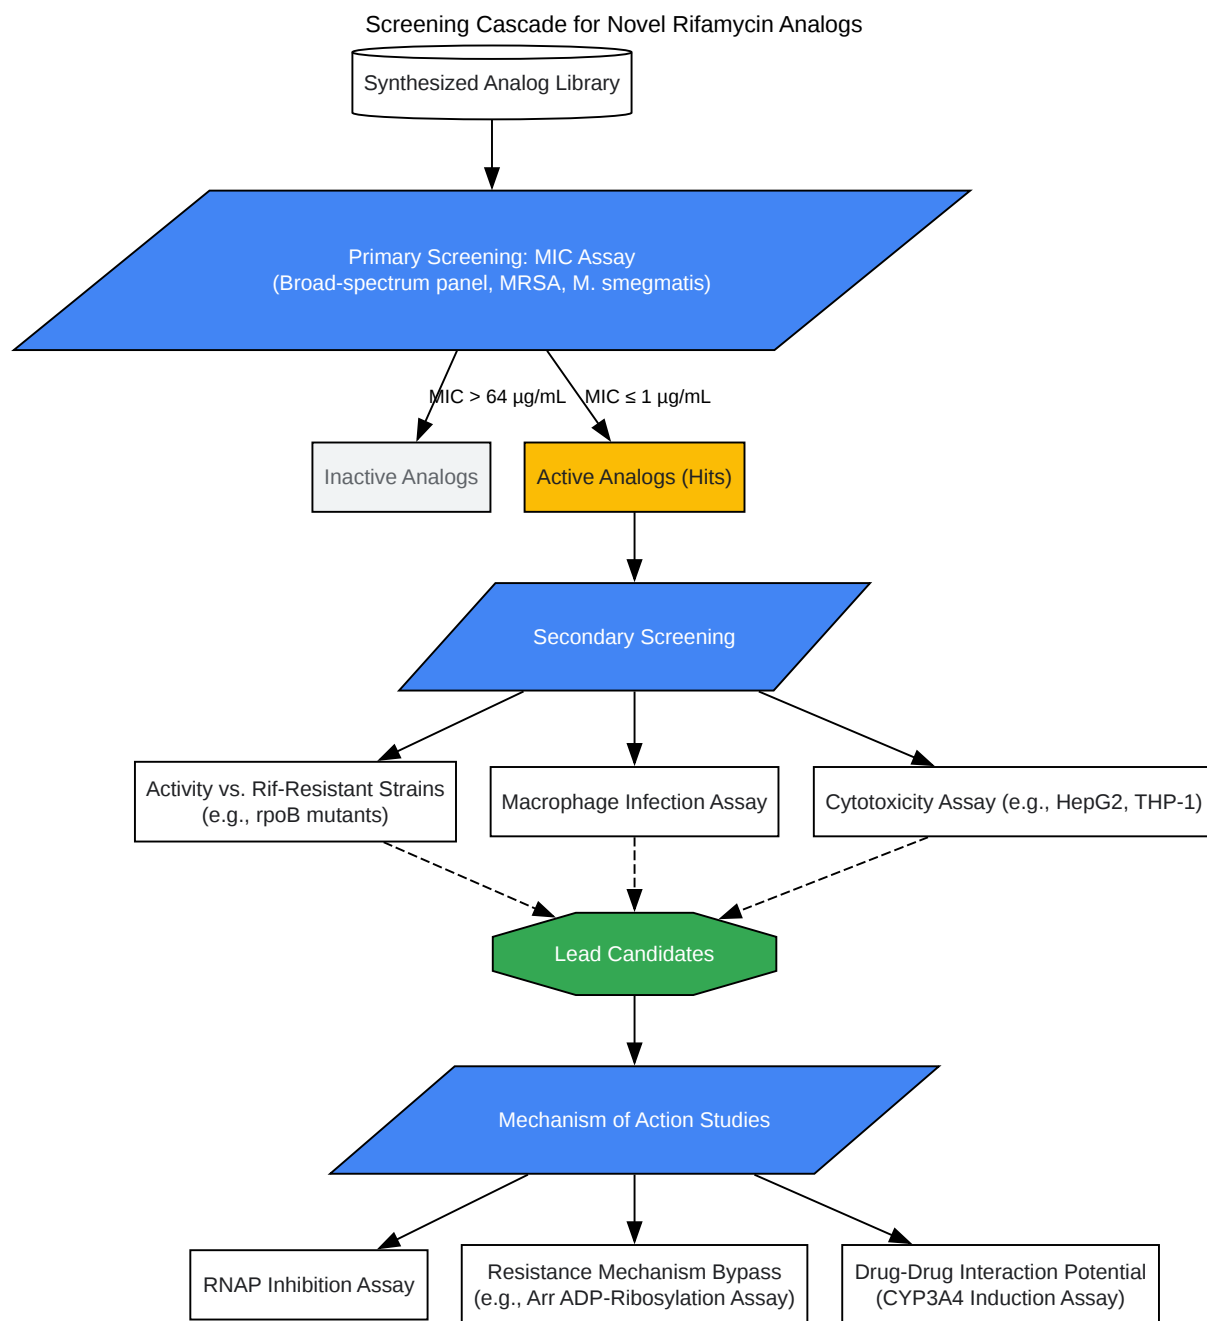 Screening Cascade for Novel Rifamycin Analogs
Synthesized Analog Library
Primary Screening: MIC Assay
(Broad-spectrum panel, MRSA, M. smegmatis)
MIC > 64 µg/mL
MIC ≤ 1 µg/mL
Inactive Analogs
Active Analogs (Hits)
Secondary Screening
Activity vs. Rif-Resistant Strains
(e.g., rpoB mutants)
Macrophage Infection Assay
Cytotoxicity Assay (e.g., HepG2, THP-1)
Lead Candidates
Mechanism of Action Studies
RNAP Inhibition Assay
Resistance Mechanism Bypass
(e.g., Arr ADP-Ribosylation Assay)
Drug-Drug Interaction Potential
(CYP3A4 Induction Assay)